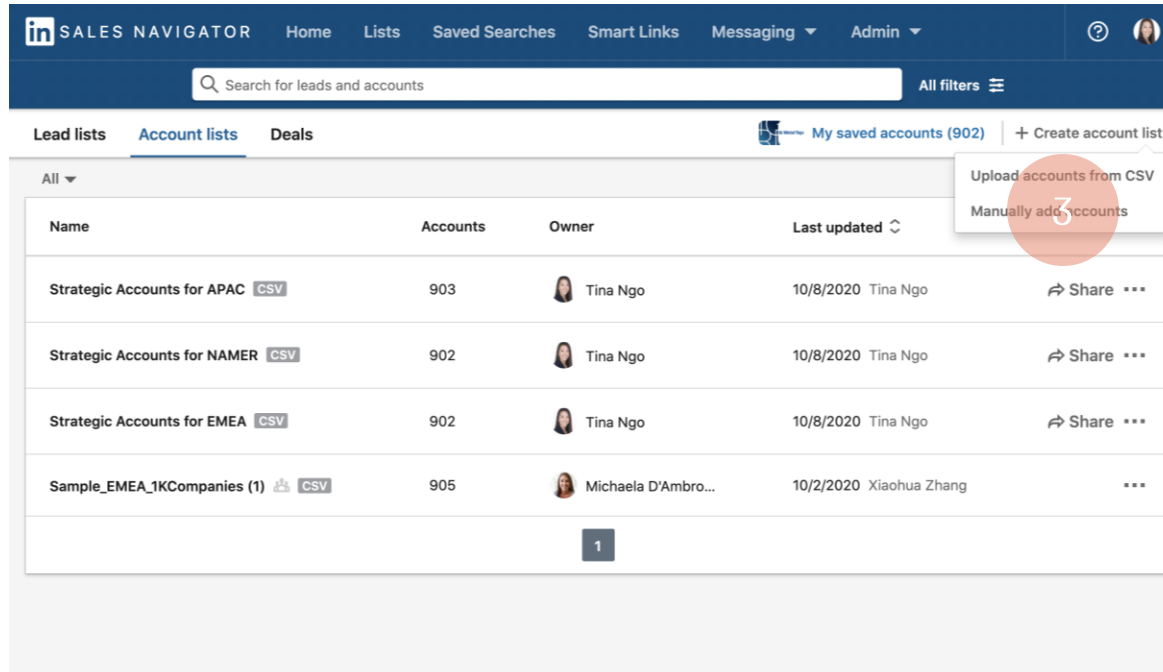 in SALES NAVIGATOR Home Lists Saved Searches Smart Links Messaging Admin ?
Search for leads and accounts All filters
Lead lists Account lists Deals My saved accounts (902) + Create account list
All Upload accounts from CSV
Manually add accounts
3
Name Accounts Owner Last updated
Strategic Accounts for APAC CSV 903 Tina Ngo 10/8/2020 Tina Ngo Share
Strategic Accounts for NAMER CSV 902 Tina Ngo 10/8/2020 Tina Ngo Share
Strategic Accounts for EMEA CSV 902 Tina Ngo 10/8/2020 Tina Ngo Share
Sample_EMEA_1KCompanies (1) CSV 905 Michaela D'Ambro... 10/2/2020 Xiaohua Zhang
1